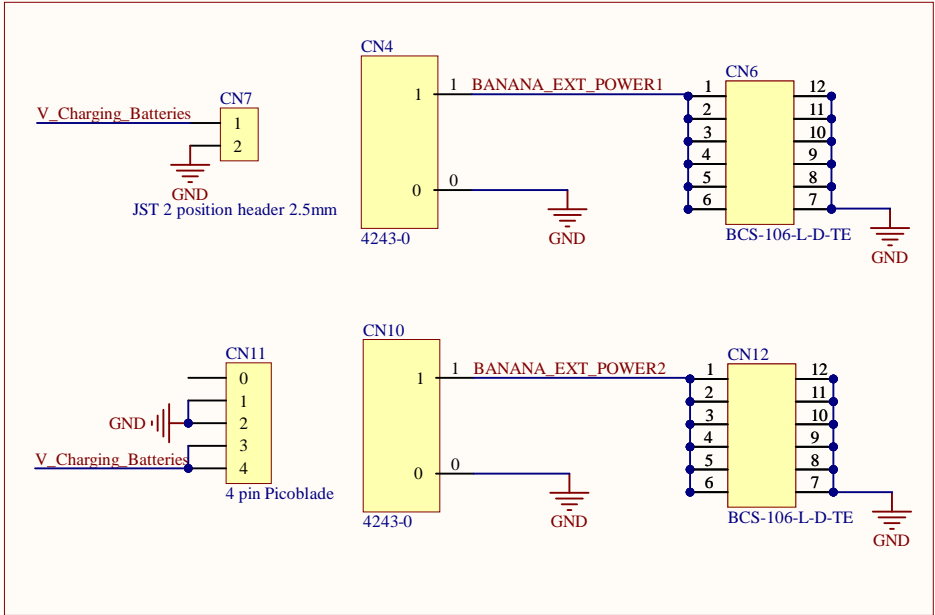 CN7
V_Charging_Batteries
1
2
GND
JST 2 position header 2.5mm
CN4
1
1
BANANA_EXT_POWER1
0
0
GND
4243-0
CN6
1
2
3
4
5
6
12
11
10
9
8
7
BCS-106-L-D-TE
GND
CN11
0
1
2
3
4
GND
V_Charging_Batteries
4 pin Picoblade
CN10
1
1
BANANA_EXT_POWER2
0
0
GND
4243-0
CN12
1
2
3
4
5
6
12
11
10
9
8
7
BCS-106-L-D-TE
GND